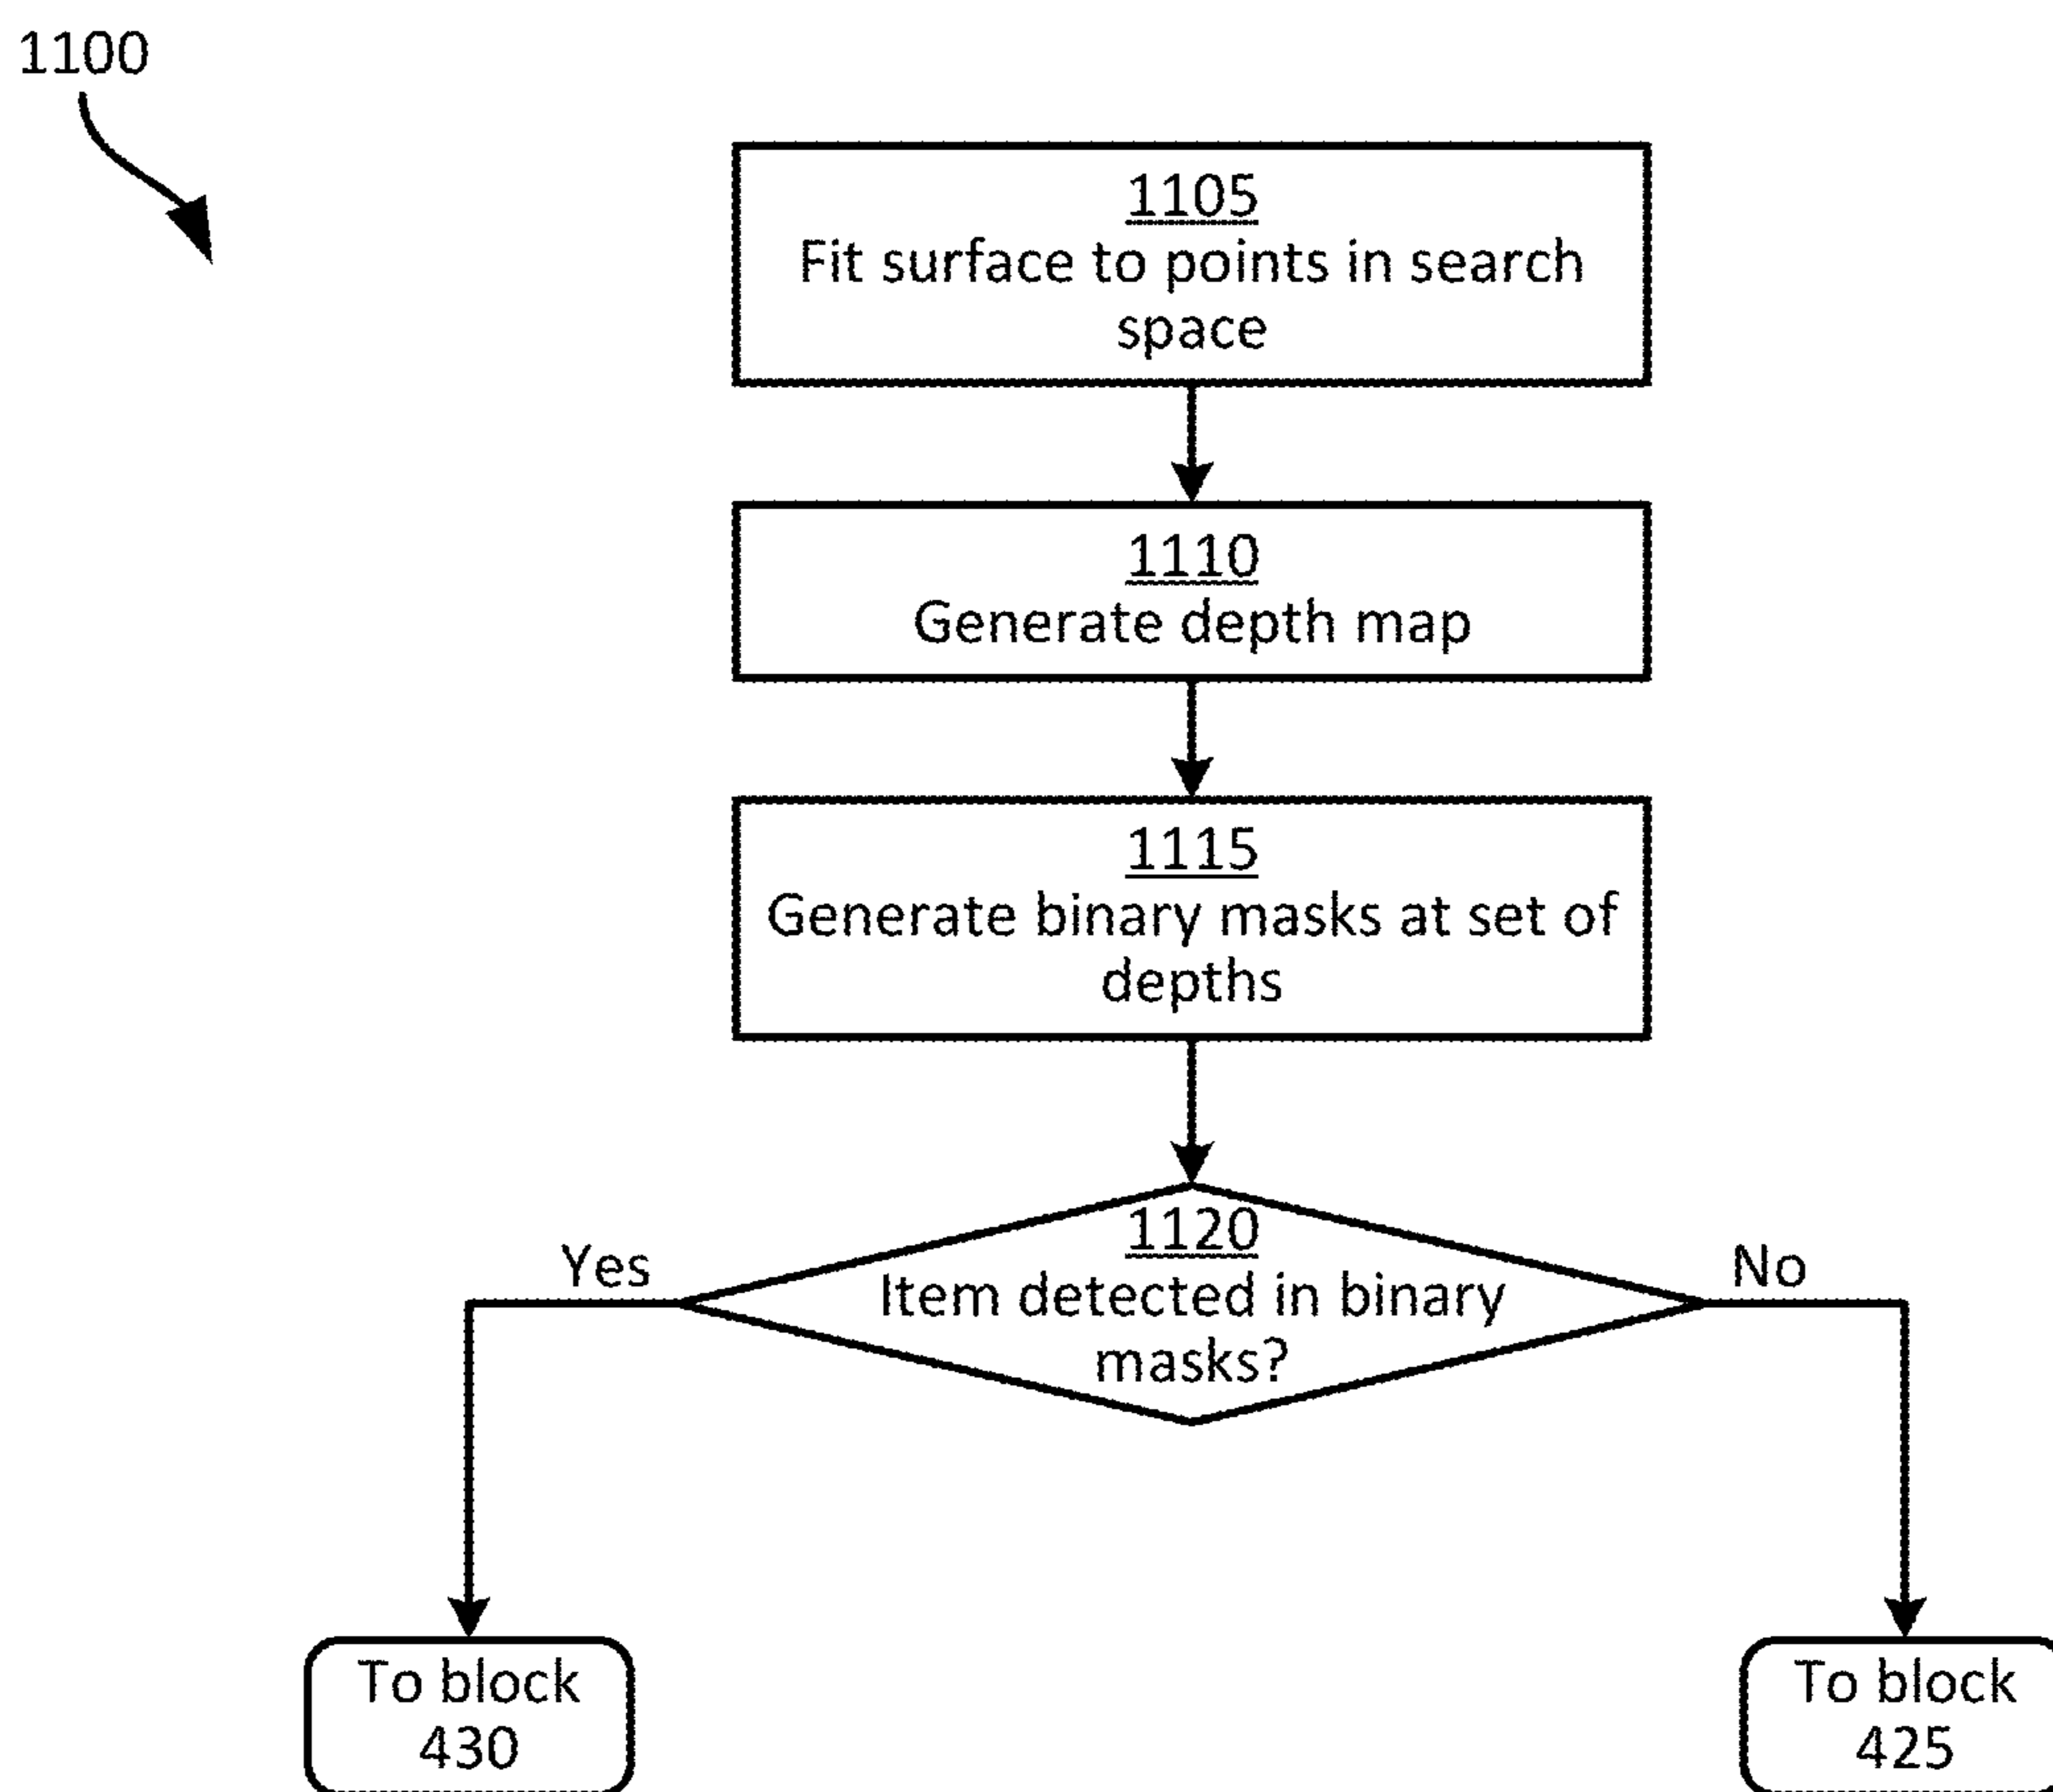 1100
1105
Fit surface to points in search
space
1110
Generate depth map
1115
Generate binary masks at set of
depths
1120
Item detected in binary
masks?
Yes
No
To block
430
To block
425